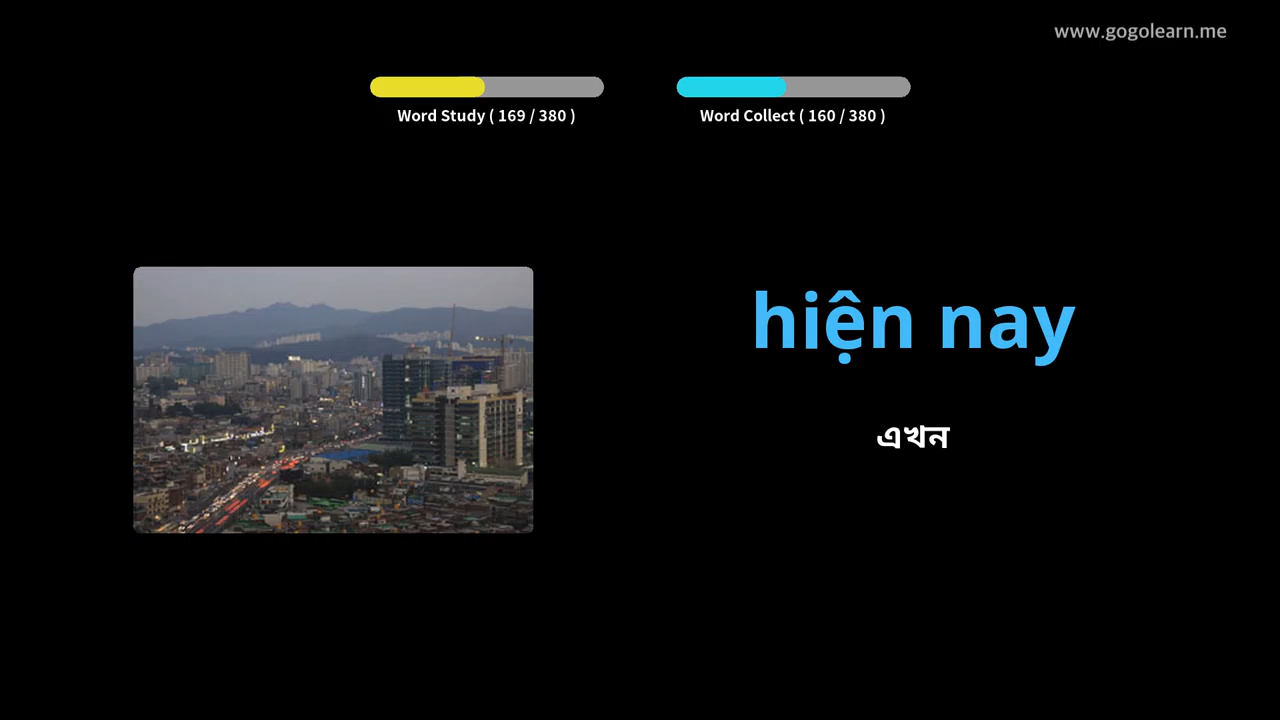 www.gogolearn.me
Word Study ( 169 / 380 )
Word Collect ( 160 / 380 )
hiện nay
এখন